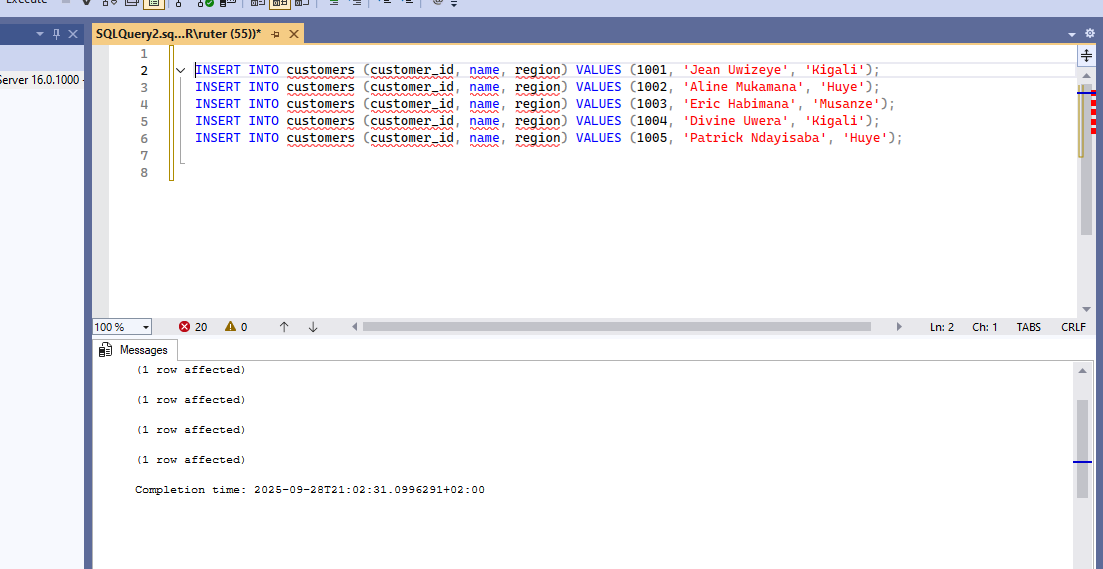 Execute
SQLQuery2.sq...R\ruter (55))*
Server 16.0.1000 -
1
2 INSERT INTO customers (customer_id, name, region) VALUES (1001, 'Jean Uwizeye', 'Kigali');
3 INSERT INTO customers (customer_id, name, region) VALUES (1002, 'Aline Mukamana', 'Huye');
4 INSERT INTO customers (customer_id, name, region) VALUES (1003, 'Eric Habimana', 'Musanze');
5 INSERT INTO customers (customer_id, name, region) VALUES (1004, 'Divine Uwera', 'Kigali');
6 INSERT INTO customers (customer_id, name, region) VALUES (1005, 'Patrick Ndayisaba', 'Huye');
7
8
100 % 20 0 Ln: 2 Ch: 1 TABS CRLF
Messages
(1 row affected)
(1 row affected)
(1 row affected)
(1 row affected)
Completion time: 2025-09-28T21:02:31.0996291+02:00